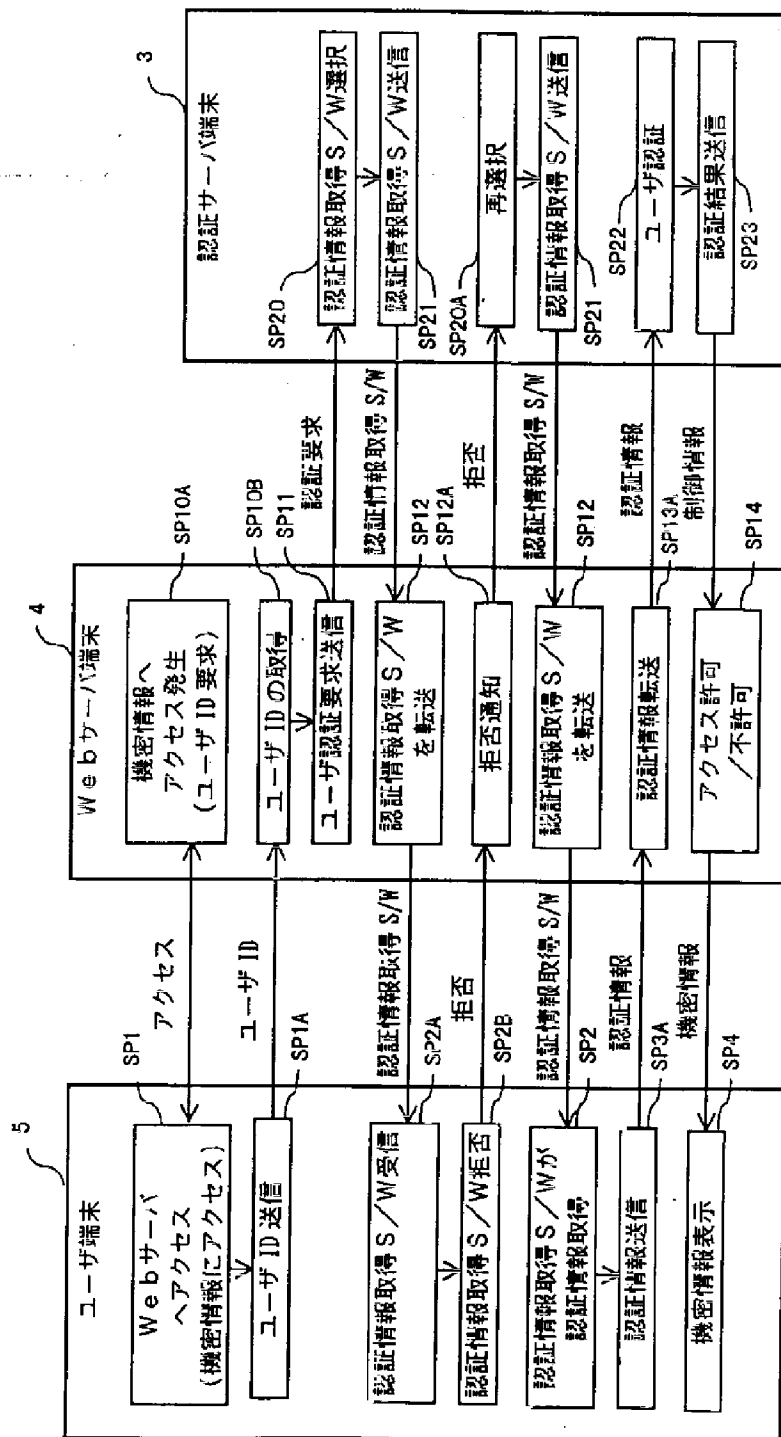 5
ユーザ端末
SP1
Webサーバ
へアクセス
(機密情報にアクセス)
ユーザID送信
SP1A
認証情報取得S/W受信
SP2A
認証情報取得S/W拒否
SP2B
認証情報取得S/Wが
認証情報取得
SP2
認証情報送信
SP3A
機密情報表示
SP4
アクセス
ユーザID
認証情報取得S/W
拒否
認証情報取得S/W
認証情報
機密情報
4
Webサーバ端末
機密情報へ
アクセス発生
(ユーザID要求)
SP10A
ユーザIDの取得
SP10B
ユーザ認証要求送信
SP11
認証情報取得S/W
を転送
SP12
拒否通知
SP12A
認証情報取得S/W
を転送
SP12
認証情報転送
SP13A
アクセス許可
/不許可
SP14
認証要求
認証情報取得S/W
拒否
認証情報取得S/W
認証情報
制御情報
3
認証サーバ端末
SP20
認証情報取得S/W選択
認証情報取得S/W送信
SP21
SP20A
再選択
認証情報取得S/W送信
SP21
SP22
ユーザ認証
認証結果送信
SP23